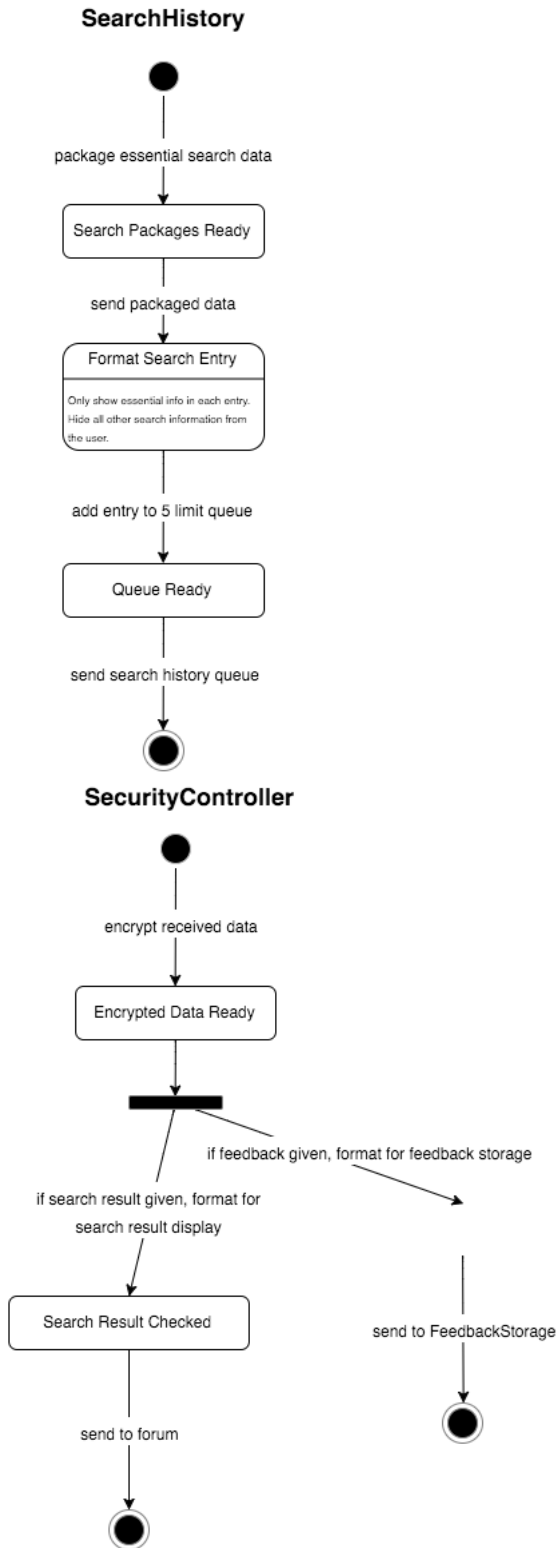 SearchHistory
package essential search data
Search Packages Ready
send packaged data
Format Search Entry
Only show essential info in each entry.
Hide all other search information from
the user.
add entry to 5 limit queue
Queue Ready
send search history queue
SecurityController
encrypt received data
Encrypted Data Ready
if feedback given, format for feedback storage
if search result given, format for
search result display
Search Result Checked
send to FeedbackStorage
send to forum